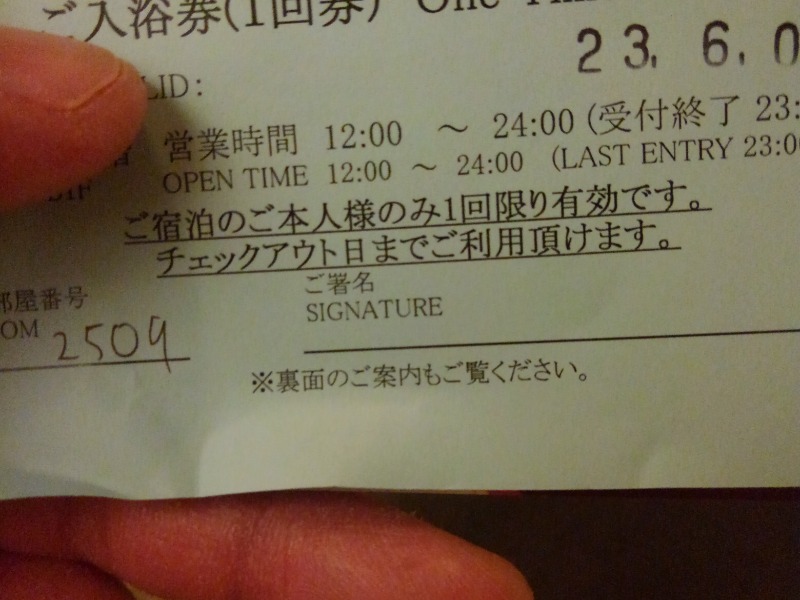 ご入浴券(1回券) One
23. 6. 0
LID:
営業時間 12:00 ～ 24:00 (受付終了 23:
OPEN TIME 12:00 ～ 24:00 (LAST ENTRY 23:00
ご宿泊のご本人様のみ1回限り有効です。
チェックアウト日までご利用頂けます。
部屋番号
OM 2509
ご署名
SIGNATURE
※裏面のご案内もご覧ください。